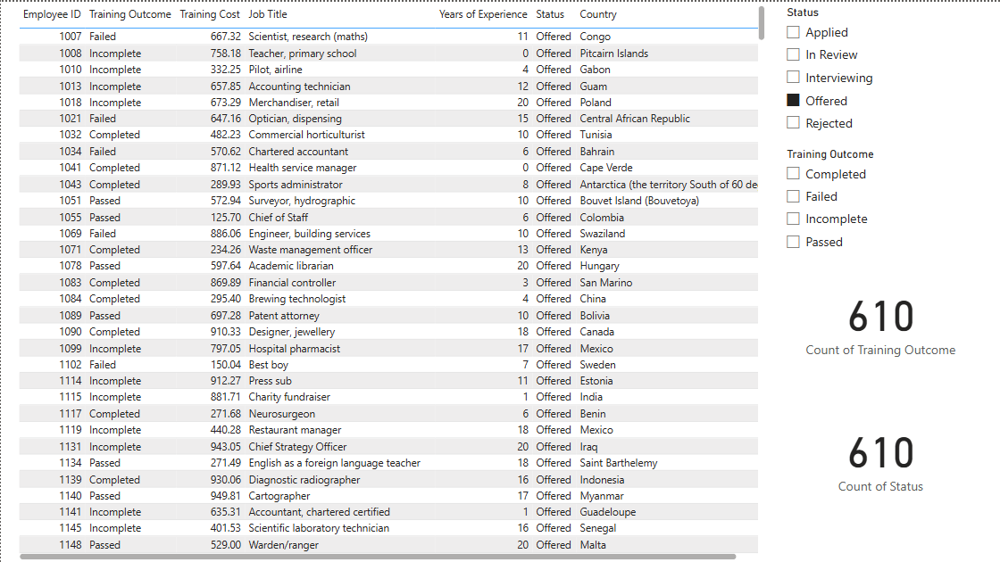 Employee ID Training Outcome Training Cost Job Title Years of Experience Status Country
1007 Failed 667.32 Scientist, research (maths) 11 Offered Congo
1008 Incomplete 758.18 Teacher, primary school 0 Offered Pitcairn Islands
1010 Incomplete 332.25 Pilot, airline 4 Offered Gabon
1013 Incomplete 657.85 Accounting technician 12 Offered Guam
1018 Incomplete 673.29 Merchandiser, retail 20 Offered Poland
1021 Failed 647.16 Optician, dispensing 15 Offered Central African Republic
1032 Completed 482.23 Commercial horticulturist 10 Offered Tunisia
1034 Failed 570.62 Chartered accountant 6 Offered Bahrain
1041 Completed 871.12 Health service manager 0 Offered Cape Verde
1043 Completed 289.93 Sports administrator 8 Offered Antarctica (the territory South of 60 de
1051 Passed 572.94 Surveyor, hydrographic 10 Offered Bouvet Island (Bouvetoya)
1055 Passed 125.70 Chief of Staff 6 Offered Colombia
1069 Failed 886.06 Engineer, building services 10 Offered Swaziland
1071 Completed 234.26 Waste management officer 13 Offered Kenya
1078 Passed 597.64 Academic librarian 20 Offered Hungary
1083 Completed 869.89 Financial controller 3 Offered San Marino
1084 Completed 295.40 Brewing technologist 4 Offered China
1089 Passed 697.28 Patent attorney 10 Offered Bolivia
1090 Completed 910.33 Designer, jewellery 18 Offered Canada
1099 Incomplete 797.05 Hospital pharmacist 17 Offered Mexico
1102 Failed 150.04 Best boy 7 Offered Sweden
1114 Incomplete 912.27 Press sub 11 Offered Estonia
1115 Incomplete 881.71 Charity fundraiser 1 Offered India
1117 Completed 271.68 Neurosurgeon 6 Offered Benin
1119 Incomplete 440.28 Restaurant manager 18 Offered Mexico
1131 Incomplete 943.05 Chief Strategy Officer 20 Offered Iraq
1134 Passed 271.49 English as a foreign language teacher 18 Offered Saint Barthelemy
1139 Completed 930.06 Diagnostic radiographer 16 Offered Indonesia
1140 Passed 949.81 Cartographer 17 Offered Myanmar
1141 Incomplete 635.31 Accountant, chartered certified 1 Offered Guadeloupe
1145 Incomplete 401.53 Scientific laboratory technician 16 Offered Senegal
1148 Passed 529.00 Warden/ranger 20 Offered Malta
Status
Applied
In Review
Interviewing
Offered
Rejected
Training Outcome
Completed
Failed
Incomplete
Passed
610
Count of Training Outcome
610
Count of Status